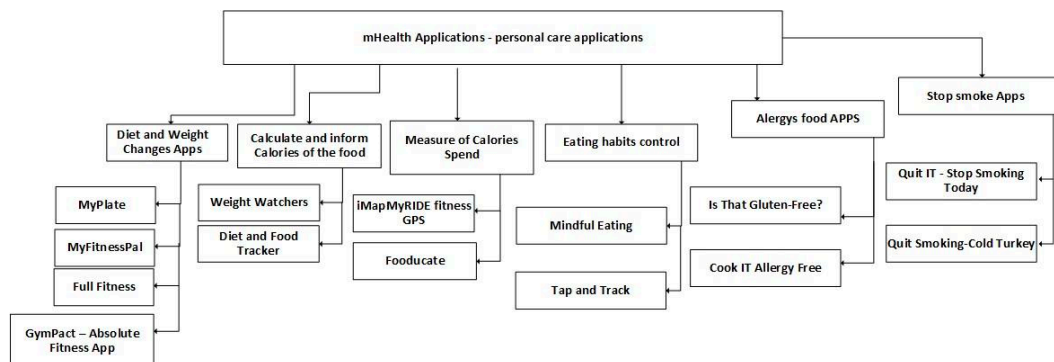 mHealth Applications - personal care applications
Stop smoke Apps
Diet and Weight
Changes Apps
Calculate and inform
Calories of the food
Measure of Calories
Spend
Eating habits control
Alergys food APPS
MyPlate
MyFitnessPal
Full Fitness
GymPact – Absolute
Fitness App
Weight Watchers
Diet and Food
Tracker
iMapMyRIDE fitness
GPS
Fooducate
Mindful Eating
Tap and Track
Is That Gluten-Free?
Cook IT Allergy Free
Quit IT - Stop Smoking
Today
Quit Smoking-Cold Turkey